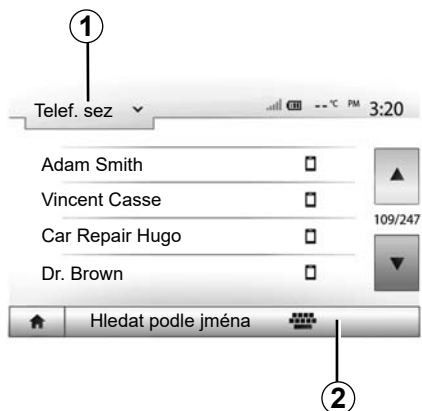 1
Telef. sez --°C PM 3:20
Adam Smith
Vincent Casse
109/247
Car Repair Hugo
Dr. Brown
Hledat podle jména
2